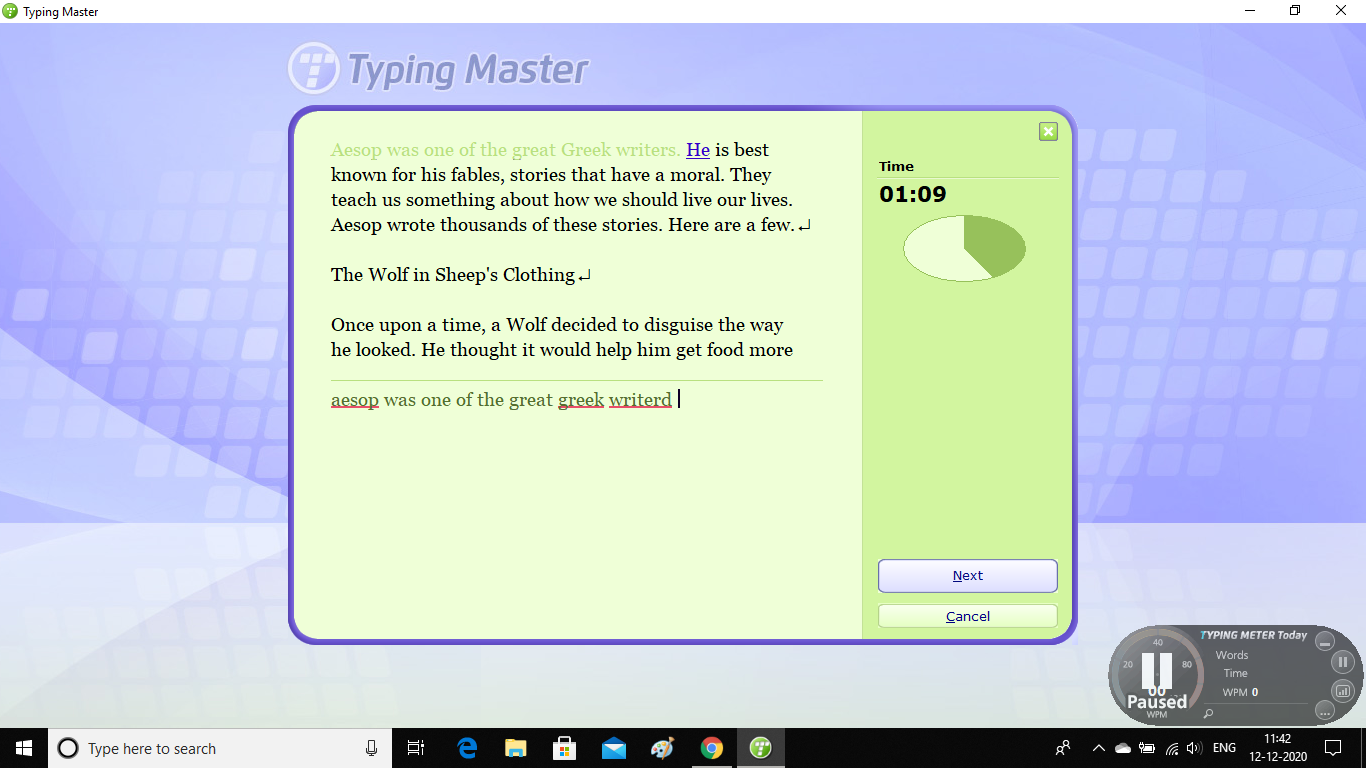 Typing Master
Typing Master
Aesop was one of the great Greek writers. He is best
known for his fables, stories that have a moral. They
teach us something about how we should live our lives.
Aesop wrote thousands of these stories. Here are a few.↵
The Wolf in Sheep's Clothing↵
Once upon a time, a Wolf decided to disguise the way
he looked. He thought it would help him get food more
aesop was one of the great greek writerd
Time
01:09
Next
Cancel
TYPING METER Today
Words
Time
WPM 0
20
40
80
00
Paused
WPM
Type here to search
ENG
11:42
12-12-2020